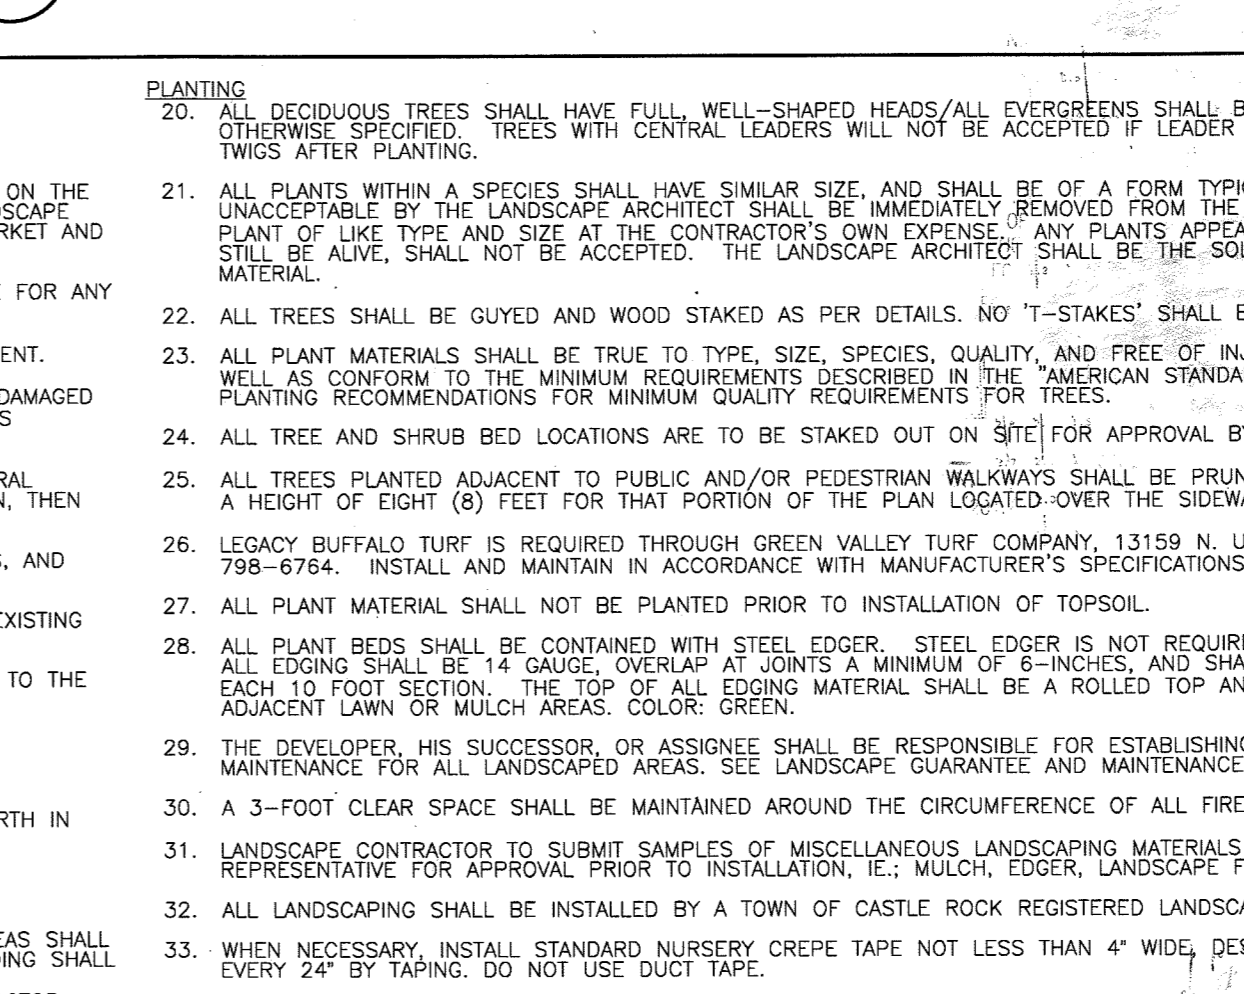 ON THE
DSCAPE
RKET AND
FOR ANY
ENT.
DAMAGED
S
RAL
N, THEN
S, AND
EXISTING
TO THE
RTH IN
EAS SHALL
DING SHALL
PLANTING
20. ALL DECIDUOUS TREES SHALL HAVE FULL, WELL-SHAPED HEADS/ALL EVERGREENS SHALL B
OTHERWISE SPECIFIED. TREES WITH CENTRAL LEADERS WILL NOT BE ACCEPTED IF LEADER
TWIGS AFTER PLANTING.
21. ALL PLANTS WITHIN A SPECIES SHALL HAVE SIMILAR SIZE, AND SHALL BE OF A FORM TYPIC
UNACCEPTABLE BY THE LANDSCAPE ARCHITECT SHALL BE IMMEDIATELY REMOVED FROM THE
PLANT OF LIKE TYPE AND SIZE AT THE CONTRACTOR'S OWN EXPENSE. OF ANY PLANTS APPEA
STILL BE ALIVE, SHALL NOT BE ACCEPTED. THE LANDSCAPE ARCHITECT SHALL BE THE SOL
MATERIAL.
22. ALL TREES SHALL BE GUYED AND WOOD STAKED AS PER DETAILS. NO 'T-STAKES' SHALL B
23. ALL PLANT MATERIALS SHALL BE TRUE TO TYPE, SIZE, SPECIES, QUALITY, AND FREE OF INJ
WELL AS CONFORM TO THE MINIMUM REQUIREMENTS DESCRIBED IN THE "AMERICAN STANDA
PLANTING RECOMMENDATIONS FOR MINIMUM QUALITY REQUIREMENTS FOR TREES.
24. ALL TREE AND SHRUB BED LOCATIONS ARE TO BE STAKED OUT ON SITE FOR APPROVAL BY
25. ALL TREES PLANTED ADJACENT TO PUBLIC AND/OR PEDESTRIAN WALKWAYS SHALL BE PRUN
A HEIGHT OF EIGHT (8) FEET FOR THAT PORTION OF THE PLAN LOCATED OVER THE SIDEWA
26. LEGACY BUFFALO TURF IS REQUIRED THROUGH GREEN VALLEY TURF COMPANY, 13159 N. U
798-6764. INSTALL AND MAINTAIN IN ACCORDANCE WITH MANUFACTURER'S SPECIFICATIONS
27. ALL PLANT MATERIAL SHALL NOT BE PLANTED PRIOR TO INSTALLATION OF TOPSOIL.
28. ALL PLANT BEDS SHALL BE CONTAINED WITH STEEL EDGER. STEEL EDGER IS NOT REQUIRE
ALL EDGING SHALL BE 14 GAUGE, OVERLAP AT JOINTS A MINIMUM OF 6-INCHES, AND SHA
EACH 10 FOOT SECTION. THE TOP OF ALL EDGING MATERIAL SHALL BE A ROLLED TOP AN
ADJACENT LAWN OR MULCH AREAS. COLOR: GREEN.
29. THE DEVELOPER, HIS SUCCESSOR, OR ASSIGNEE SHALL BE RESPONSIBLE FOR ESTABLISHING
MAINTENANCE FOR ALL LANDSCAPED AREAS. SEE LANDSCAPE GUARANTEE AND MAINTENANCE
30. A 3-FOOT CLEAR SPACE SHALL BE MAINTAINED AROUND THE CIRCUMFERENCE OF ALL FIRE
31. LANDSCAPE CONTRACTOR TO SUBMIT SAMPLES OF MISCELLANEOUS LANDSCAPING MATERIALS
REPRESENTATIVE FOR APPROVAL PRIOR TO INSTALLATION, IE.; MULCH, EDGER, LANDSCAPE F
32. ALL LANDSCAPING SHALL BE INSTALLED BY A TOWN OF CASTLE ROCK REGISTERED LANDSCA
33. WHEN NECESSARY, INSTALL STANDARD NURSERY CREPE TAPE NOT LESS THAN 4" WIDE, DES
EVERY 24" BY TAPING. DO NOT USE DUCT TAPE.